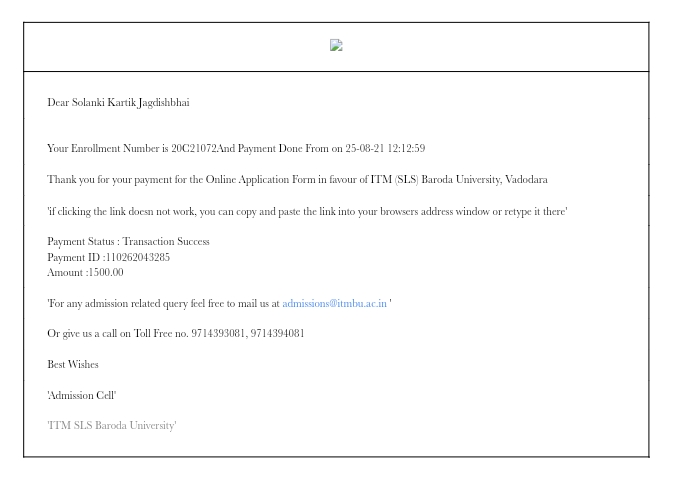 Dear Solanki Kartik Jagdishbhai
Your Enrollment Number is 20C21072And Payment Done From on 25-08-21 12:12:59
Thank you for your payment for the Online Application Form in favour of ITM (SLS) Baroda University, Vadodara
'if clicking the link doesn not work, you can copy and paste the link into your browsers address window or retype it there'
Payment Status : Transaction Success
Payment ID :110262043285
Amount :1500.00
'For any admission related query feel free to mail us at admissions@itmbu.ac.in '
Or give us a call on Toll Free no. 9714393081, 9714394081
Best Wishes
'Admission Cell'
'ITM SLS Baroda University'